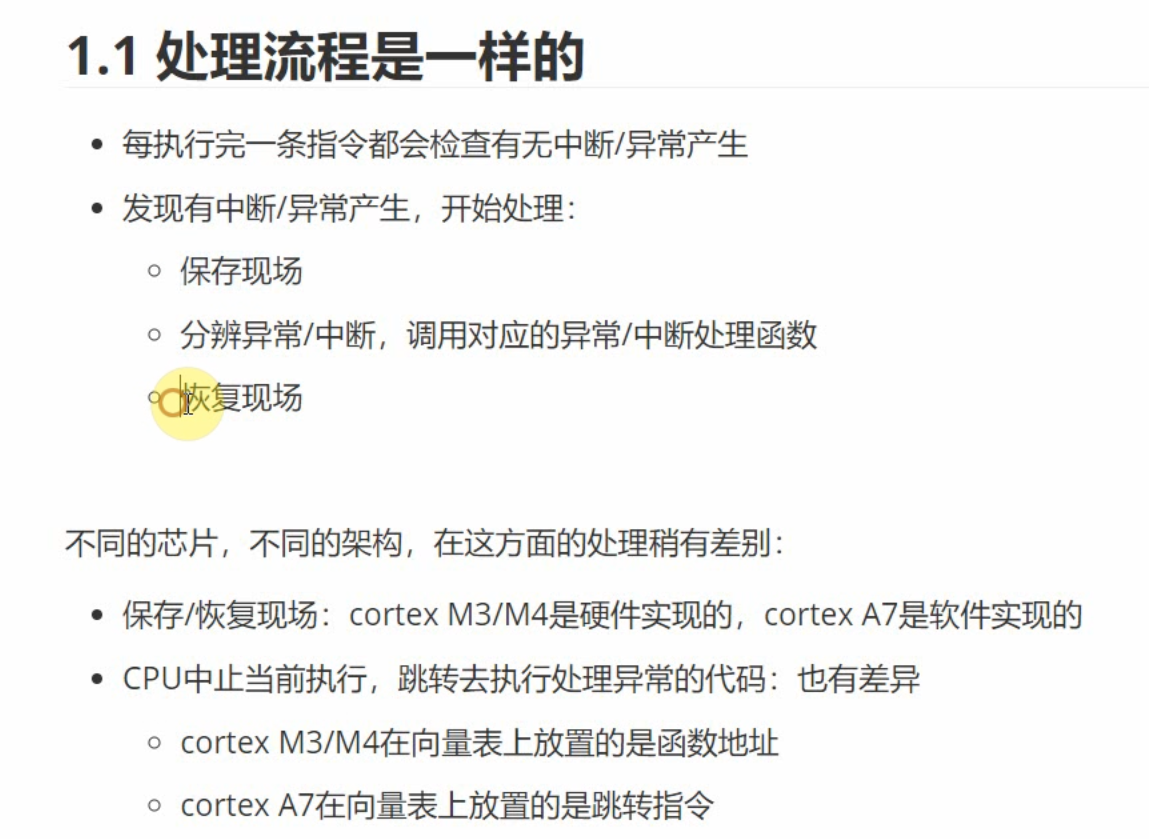 1.1 处理流程是一样的
每执行完一条指令都会检查有无中断/异常产生
发现有中断/异常产生，开始处理：
保存现场
分辨异常/中断，调用对应的异常/中断处理函数
恢复现场
不同的芯片，不同的架构，在这方面的处理稍有差别：
保存/恢复现场：cortex M3/M4是硬件实现的，cortex A7是软件实现的
CPU中止当前执行，跳转去执行处理异常的代码：也有差异
cortex M3/M4在向量表上放置的是函数地址
cortex A7在向量表上放置的是跳转指令